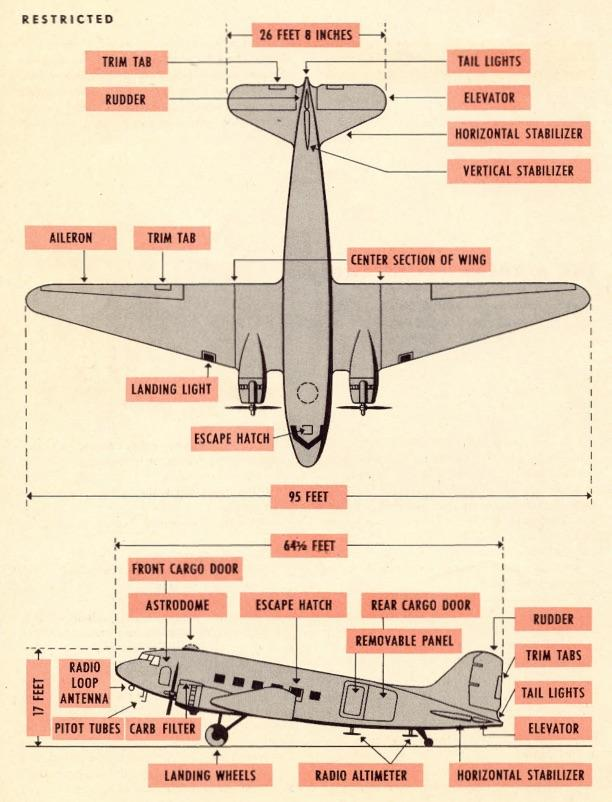 RESTRICTED
26 FEET 8 INCHES
TRIM TAB
TAIL LIGHTS
RUDDER
ELEVATOR
HORIZONTAL STABILIZER
VERTICAL STABILIZER
AILERON
TRIM TAB
CENTER SECTION OF WING
LANDING LIGHT
ESCAPE HATCH
95 FEET
64½ FEET
FRONT CARGO DOOR
ASTRODOME
ESCAPE HATCH
REAR CARGO DOOR
RUDDER
REMOVABLE PANEL
TRIM TABS
17 FEET
RADIO
LOOP
ANTENNA
TAIL LIGHTS
PITOT TUBES
CARB FILTER
ELEVATOR
LANDING WHEELS
RADIO ALTIMETER
HORIZONTAL STABILIZER